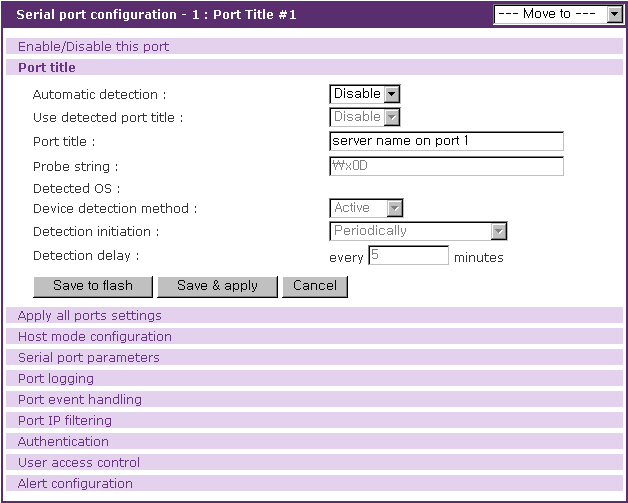 Serial port configuration - 1 : Port Title #1 --- Move to ---
Enable/Disable this port
Port title
Automatic detection : Disable
Use detected port title : Disable
Port title : server name on port 1
Probe string : ₩x0D
Detected OS :
Device detection method : Active
Detection initiation : Periodically
Detection delay : every 5 minutes
Save to flash Save & apply Cancel
Apply all ports settings
Host mode configuration
Serial port parameters
Port logging
Port event handling
Port IP filtering
Authentication
User access control
Alert configuration